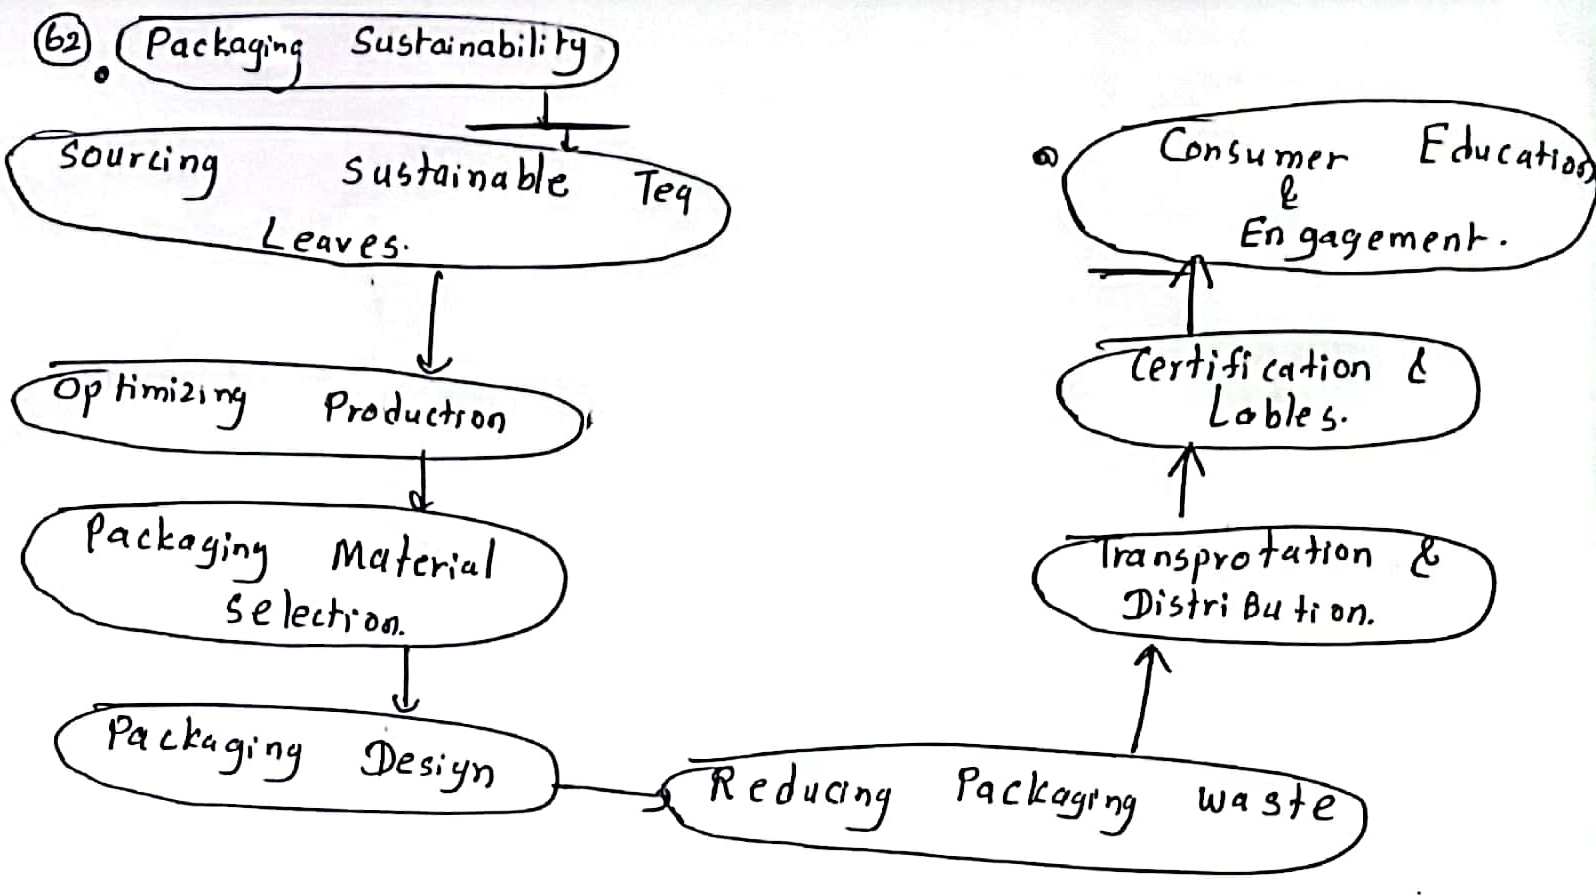 62.
Packaging Sustainability
Sourcing Sustainable Tea
Leaves.
Optimizing Production
Packaging Material
Selection.
Packaging Design
Reducing Packaging waste
Transprotation &
Distribution.
Certification &
Lables.
Consumer Education
&
Engagement.